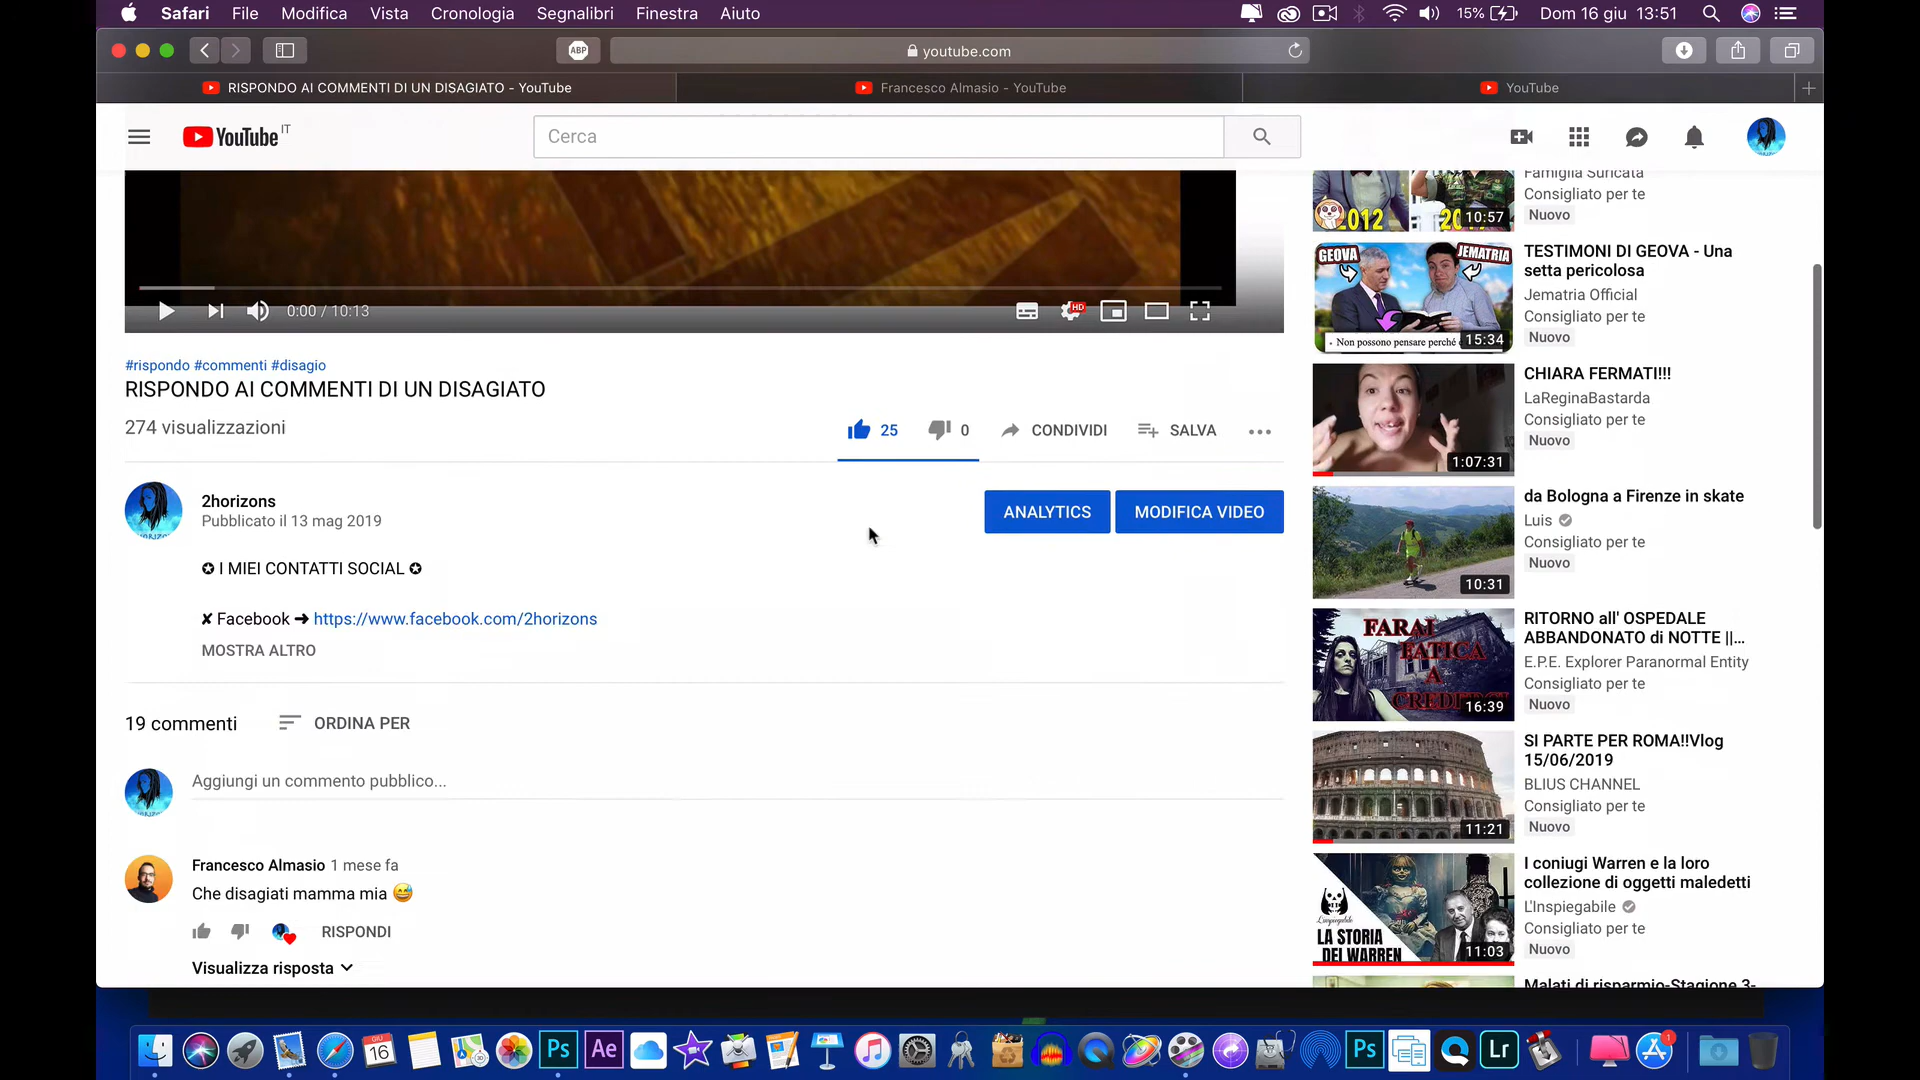 Safari File Modifica Vista Cronologia Segnalibri Finestra Aiuto 15% Dom 16 giu 13:51
ABP youtube.com
RISPONDO AI COMMENTI DI UN DISAGIATO - YouTube Francesco Almasio - YouTube YouTube
YouTube IT Cerca
0:00 / 10:13 HD
#rispondo #commenti #disagio
RISPONDO AI COMMENTI DI UN DISAGIATO
274 visualizzazioni
25 0 CONDIVIDI SALVA
2horizons
Pubblicato il 13 mag 2019
ANALYTICS MODIFICA VIDEO
✪ I MIEI CONTATTI SOCIAL ✪
✘ Facebook ➜ https://www.facebook.com/2horizons
MOSTRA ALTRO
19 commenti ORDINA PER
Aggiungi un commento pubblico...
Francesco Almasio 1 mese fa
Che disagiati mamma mia 😅
RISPONDI
Visualizza risposta
2012
10:57
Famiglia Suricata
Consigliato per te
Nuovo
GEOVA JEMATRIA
Non possono pensare perché
15:34
TESTIMONI DI GEOVA - Una
setta pericolosa
Jematria Official
Consigliato per te
Nuovo
1:07:31
CHIARA FERMATI!!!
LaReginaBastarda
Consigliato per te
Nuovo
10:31
da Bologna a Firenze in skate
Luis
Consigliato per te
Nuovo
FARAI
FATICA
A
CREDERCI
16:39
RITORNO all' OSPEDALE
ABBANDONATO di NOTTE ||...
E.P.E. Explorer Paranormal Entity
Consigliato per te
Nuovo
11:21
SI PARTE PER ROMA!!Vlog
15/06/2019
BLIUS CHANNEL
Consigliato per te
Nuovo
L'inspiegabile
LA STORIA
DEI WARREN
11:03
I coniugi Warren e la loro
collezione di oggetti maledetti
L'Inspiegabile
Consigliato per te
Nuovo
Malati di risparmio-Stagione 3-
GIU
16
Ps Ae Ps Lr 1